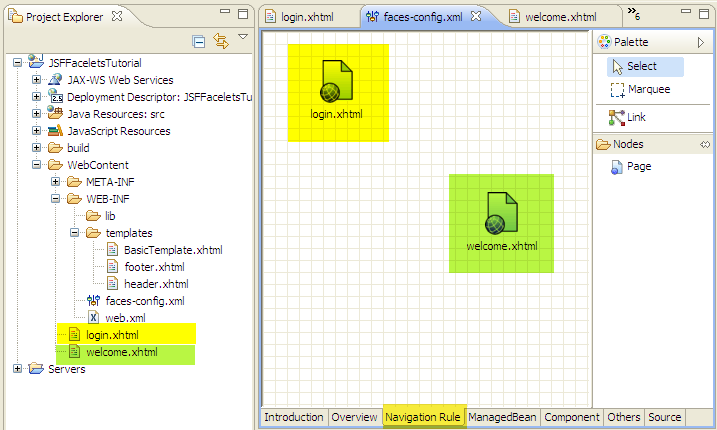 Project Explorer
JSFFaceletsTutorial
JAX-WS Web Services
Deployment Descriptor: JSFFaceletsTu
Java Resources: src
JavaScript Resources
build
WebContent
META-INF
WEB-INF
lib
templates
BasicTemplate.xhtml
footer.xhtml
header.xhtml
faces-config.xml
web.xml
login.xhtml
welcome.xhtml
Servers
login.xhtml faces-config.xml welcome.xhtml »6
login.xhtml
welcome.xhtml
Palette
Select
Marquee
Link
Nodes
Page
Introduction Overview Navigation Rule ManagedBean Component Others Source